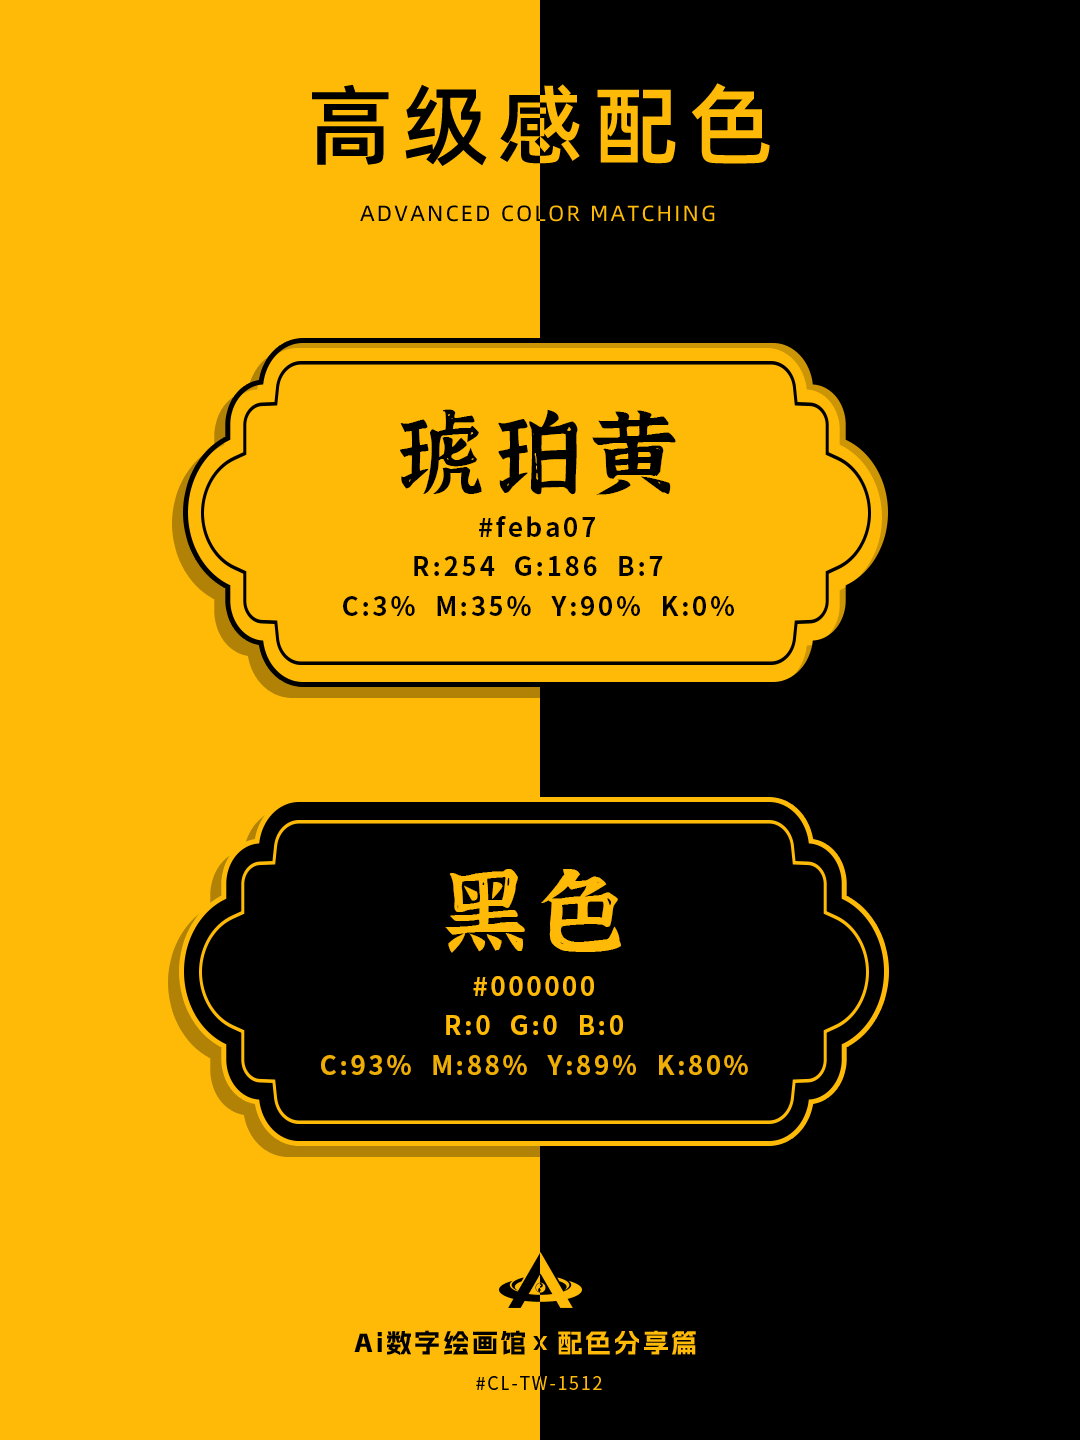 高级感配色
ADVANCED COLOR MATCHING
琥珀黄
#feba07
R:254 G:186 B:7
C:3% M:35% Y:90% K:0%
黑色
#000000
R:0 G:0 B:0
C:93% M:88% Y:89% K:80%
Ai数字绘画馆 x 配色分享篇
#CL-TW-1512